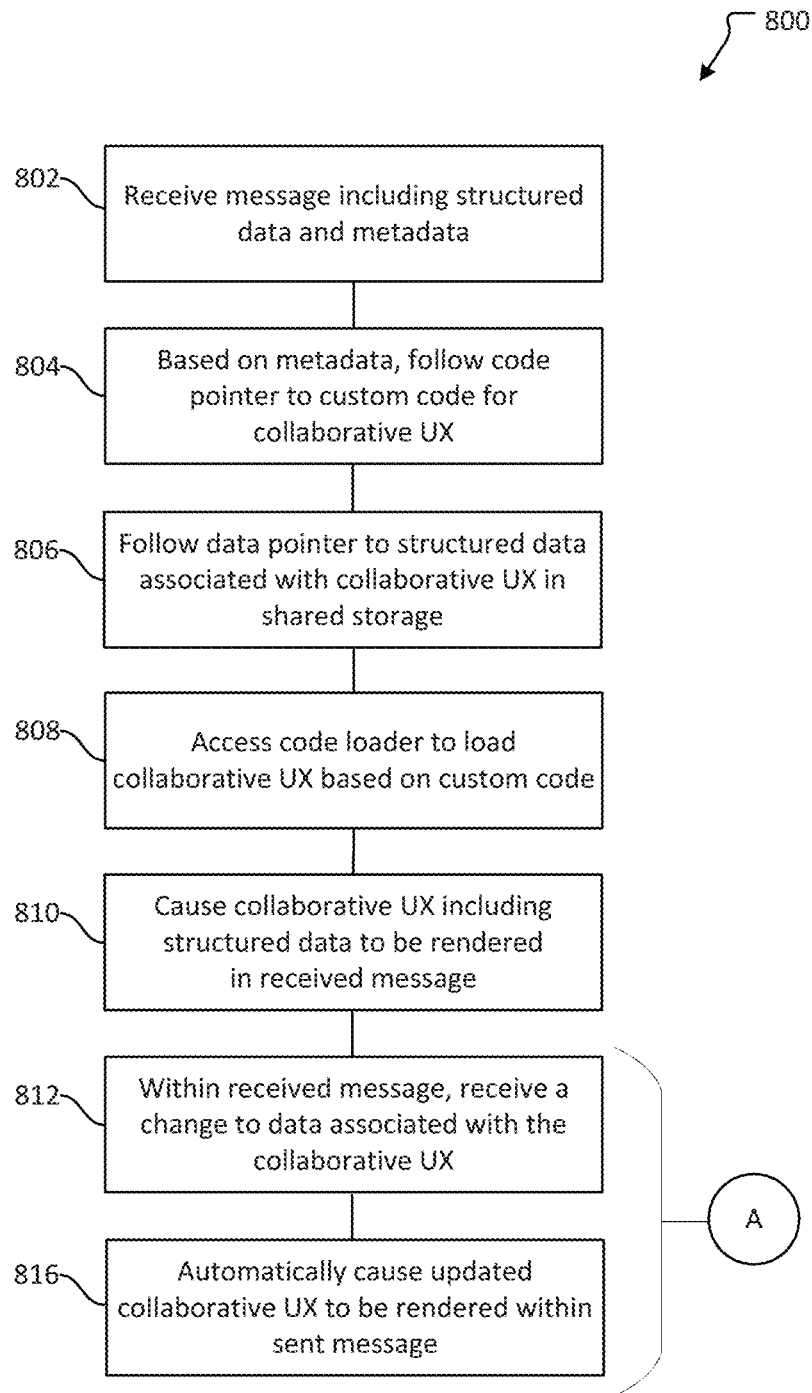 800
802
Receive message including structured
data and metadata
804
Based on metadata, follow code
pointer to custom code for
collaborative UX
806
Follow data pointer to structured data
associated with collaborative UX in
shared storage
808
Access code loader to load
collaborative UX based on custom code
810
Cause collaborative UX including
structured data to be rendered
in received message
812
Within received message, receive a
change to data associated with the
collaborative UX
A
816
Automatically cause updated
collaborative UX to be rendered within
sent message